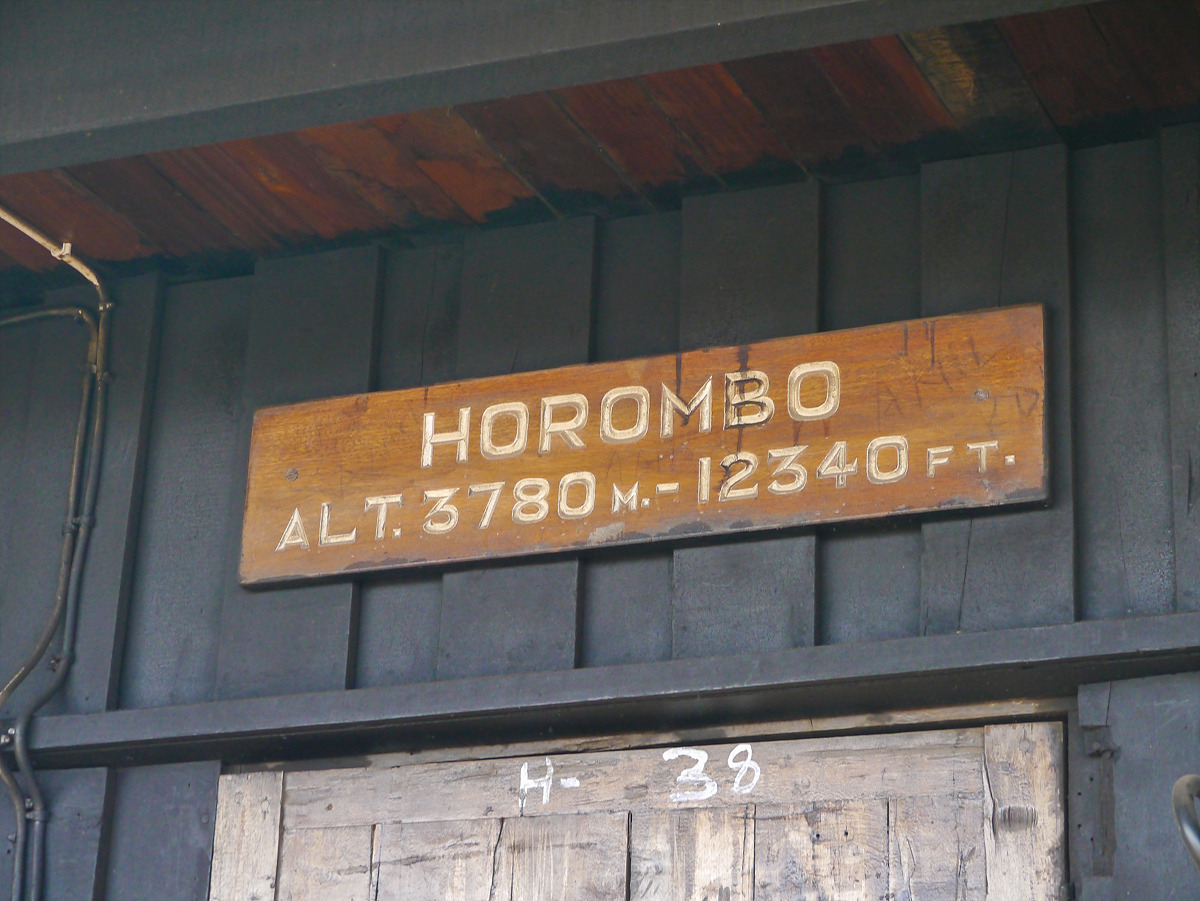 HOROMBO
ALT. 3780 M. - 12340 FT.
H- 38